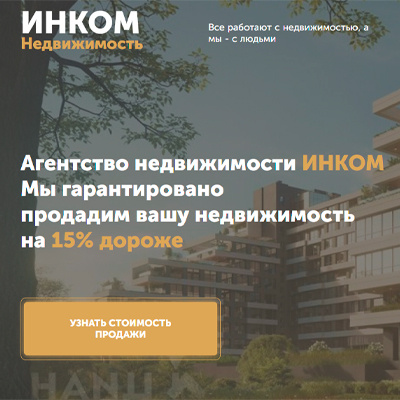 ИНКОМ
Недвижимость
Все работают с недвижимостью, а
мы - с людьми
Агентство недвижимости ИНКОМ
Мы гарантировано
продадим вашу недвижимость
на 15% дороже
УЗНАТЬ СТОИМОСТЬ
ПРОДАЖИ